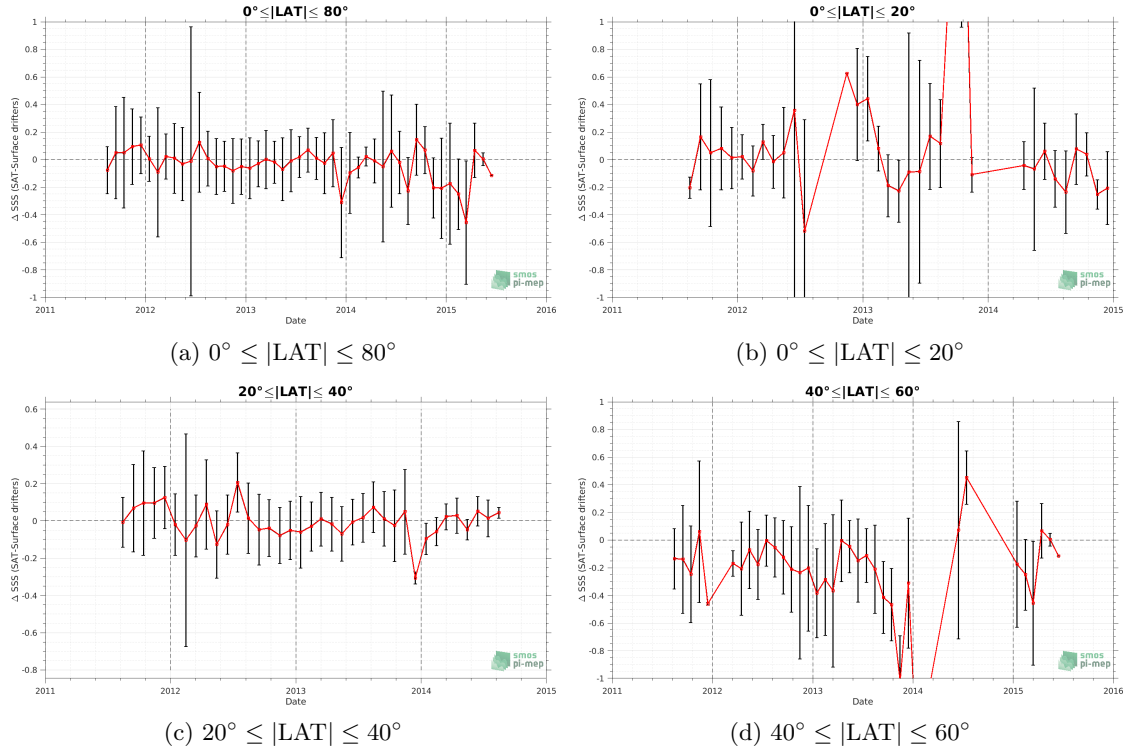 0°≤|LAT|≤ 80°
Δ SSS (SAT-Surface drifters)
1
0.8
0.6
0.4
0.2
0
-0.2
-0.4
-0.6
-0.8
-1
2011 2012 2013 2014 2015 2016
Date
smos
pi-mep
(a) 0° ≤ |LAT| ≤ 80°
0°≤|LAT|≤ 20°
Δ SSS (SAT-Surface drifters)
1
0.8
0.6
0.4
0.2
0
-0.2
-0.4
-0.6
-0.8
-1
2011 2012 2013 2014 2015
Date
smos
pi-mep
(b) 0° ≤ |LAT| ≤ 20°
20°≤|LAT|≤ 40°
Δ SSS (SAT-Surface drifters)
0.6
0.4
0.2
0
-0.2
-0.4
-0.6
-0.8
2011 2012 2013 2014 2015
Date
smos
pi-mep
(c) 20° ≤ |LAT| ≤ 40°
40°≤|LAT|≤ 60°
Δ SSS (SAT-Surface drifters)
1
0.8
0.6
0.4
0.2
0
-0.2
-0.4
-0.6
-0.8
-1
2011 2012 2013 2014 2015 2016
Date
smos
pi-mep
(d) 40° ≤ |LAT| ≤ 60°